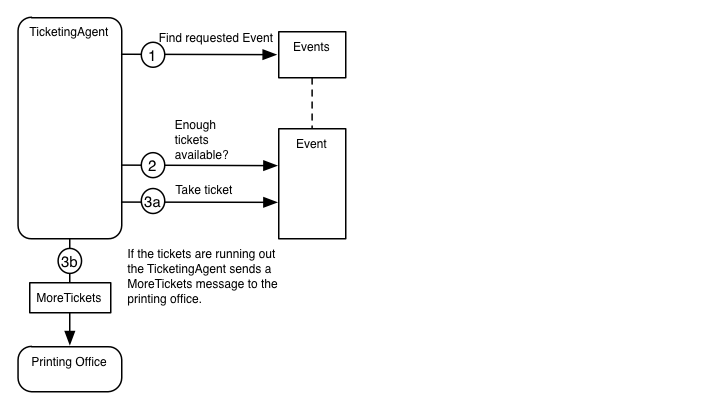 TicketingAgent
Find requested Event
1
Events
Enough
tickets
available?
2
Event
Take ticket
3a
3b
If the tickets are running out
the TicketingAgent sends a
MoreTickets message to the
printing office.
MoreTickets
Printing Office